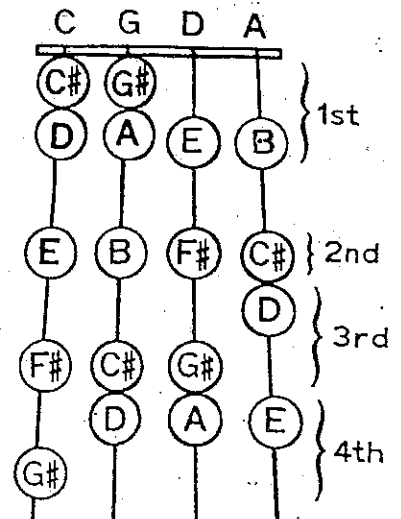 C G D A
C# G#
1st
D A E B
E B F# C# 2nd
D
3rd
F# C# G#
D A E
4th
G#